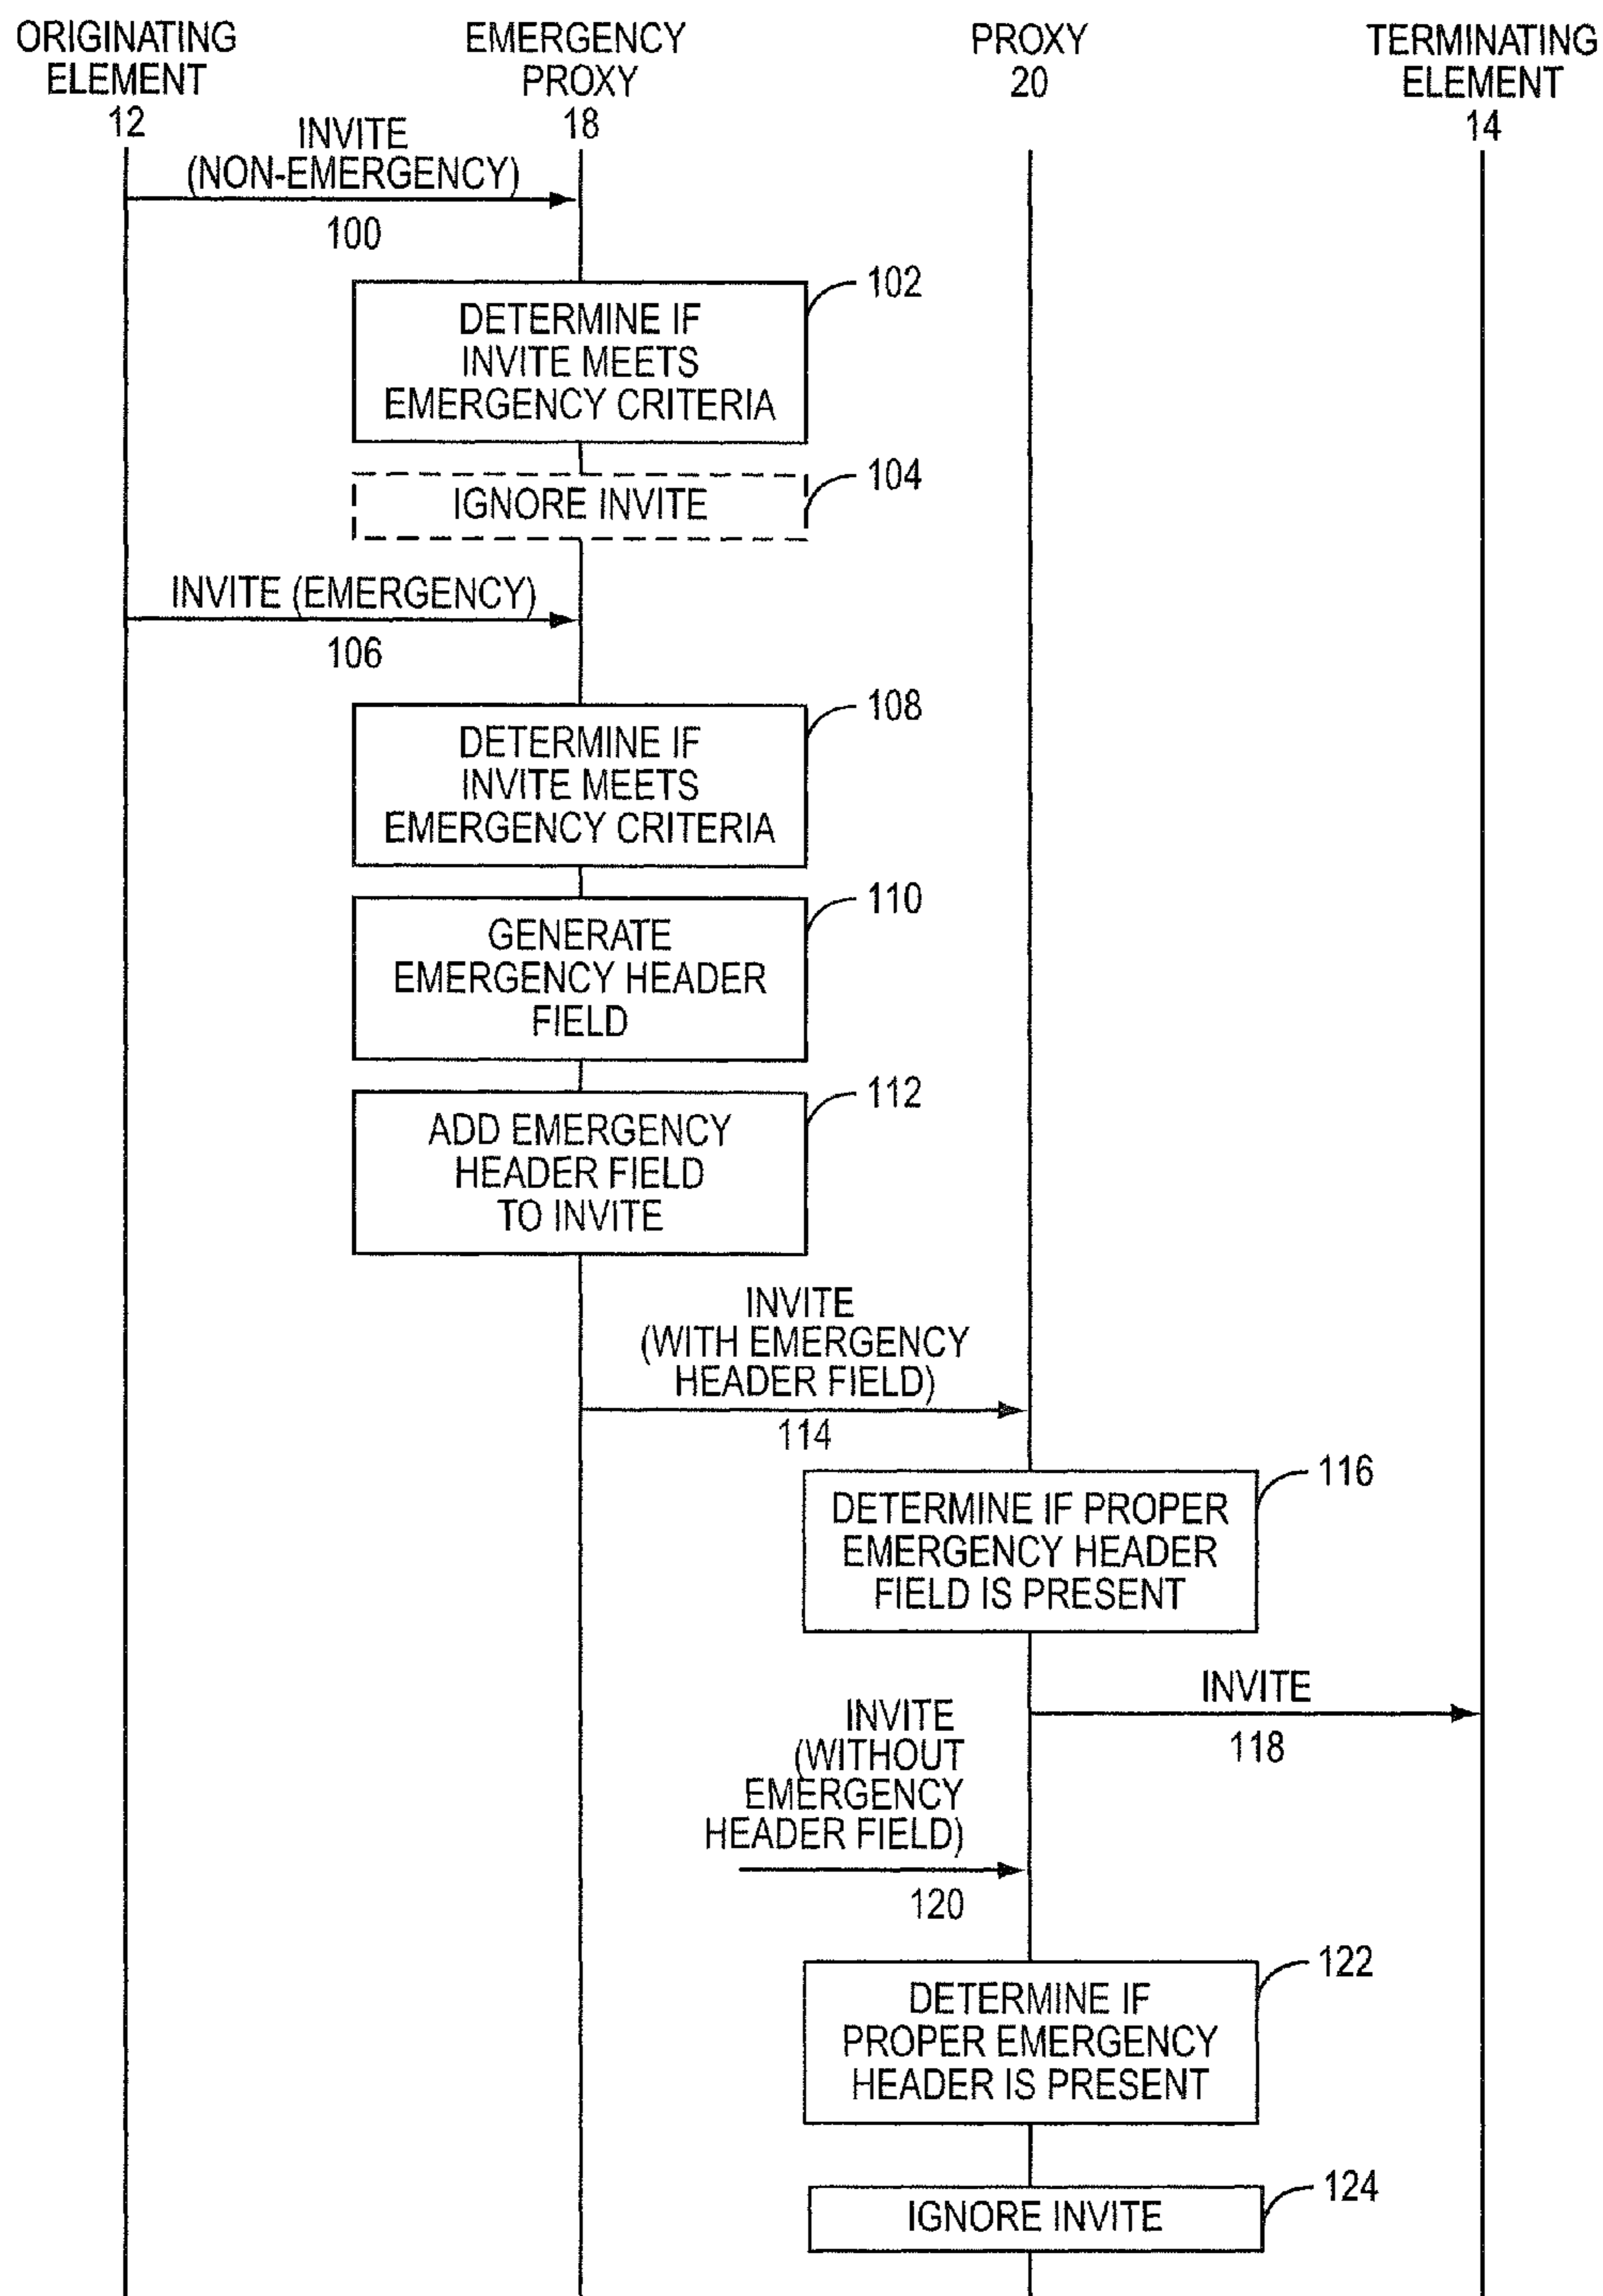 ORIGINATING
ELEMENT
12
EMERGENCY
PROXY
18
PROXY
20
TERMINATING
ELEMENT
14
INVITE
(NON-EMERGENCY)
100
102
DETERMINE IF
INVITE MEETS
EMERGENCY CRITERIA
104
IGNORE INVITE
INVITE (EMERGENCY)
106
108
DETERMINE IF
INVITE MEETS
EMERGENCY CRITERIA
110
GENERATE
EMERGENCY HEADER
FIELD
112
ADD EMERGENCY
HEADER FIELD
TO INVITE
INVITE
(WITH EMERGENCY
HEADER FIELD)
114
116
DETERMINE IF PROPER
EMERGENCY HEADER
FIELD IS PRESENT
INVITE
118
INVITE
(WITHOUT
EMERGENCY
HEADER FIELD)
120
122
DETERMINE IF
PROPER EMERGENCY
HEADER IS PRESENT
124
IGNORE INVITE